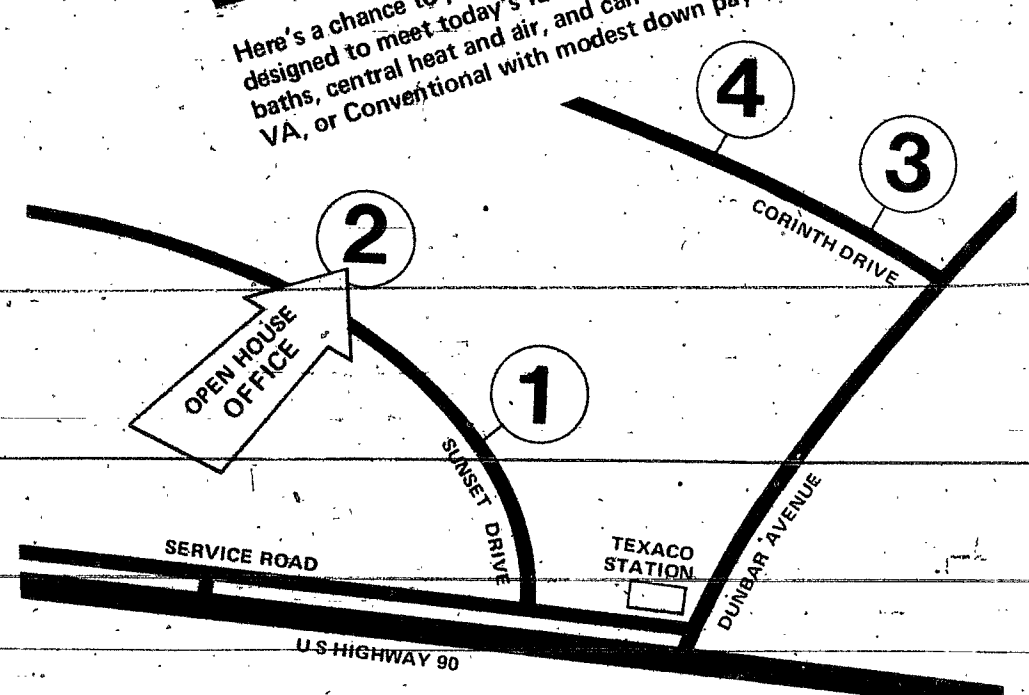 Here's a chance to
designed to meet today's
baths, central heat and air, and can
VA, or Conventional with modest down
4
3
CORINTH DRIVE
2
OPEN HOUSE
OFFICE
1
SUNSET DRIVE
SERVICE ROAD
TEXACO
STATION
DUNBAR AVENUE
U S HIGHWAY 90